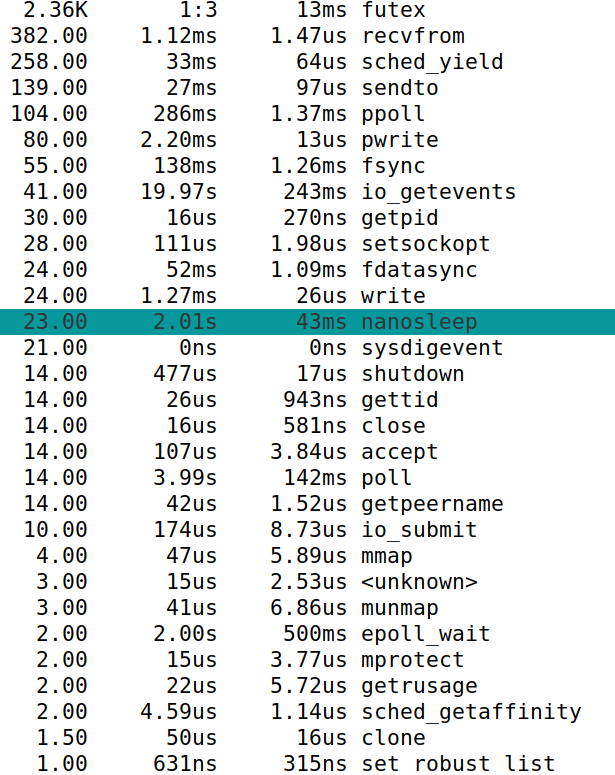 2.36K 1:3 13ms futex
382.00 1.12ms 1.47us recvfrom
258.00 33ms 64us sched_yield
139.00 27ms 97us sendto
104.00 286ms 1.37ms ppoll
80.00 2.20ms 13us pwrite
55.00 138ms 1.26ms fsync
41.00 19.97s 243ms io_getevents
30.00 16us 270ns getpid
28.00 111us 1.98us setsockopt
24.00 52ms 1.09ms fdatasync
24.00 1.27ms 26us write
23.00 2.01s 43ms nanosleep
21.00 0ns 0ns sysdigevent
14.00 477us 17us shutdown
14.00 26us 943ns gettid
14.00 16us 581ns close
14.00 107us 3.84us accept
14.00 3.99s 142ms poll
14.00 42us 1.52us getpeername
10.00 174us 8.73us io_submit
4.00 47us 5.89us mmap
3.00 15us 2.53us <unknown>
3.00 41us 6.86us munmap
2.00 2.00s 500ms epoll_wait
2.00 15us 3.77us mprotect
2.00 22us 5.72us getrusage
2.00 4.59us 1.14us sched_getaffinity
1.50 50us 16us clone
1.00 631ns 315ns set_robust_list